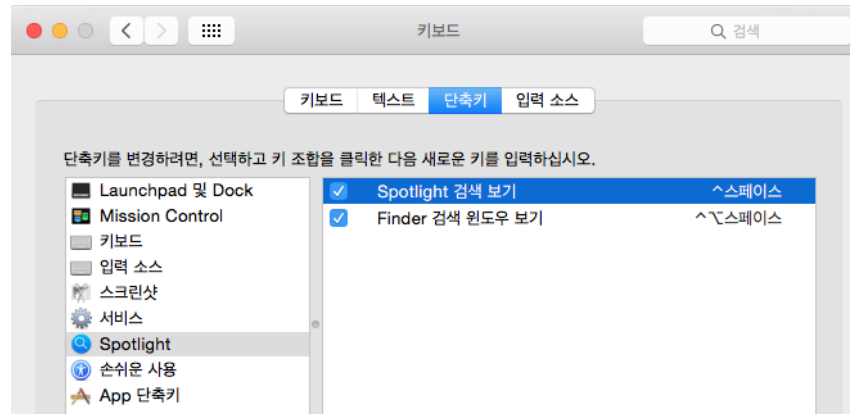 키보드
검색
키보드 텍스트 단축키 입력 소스
단축키를 변경하려면, 선택하고 키 조합을 클릭한 다음 새로운 키를 입력하십시오.
Launchpad 및 Dock
Mission Control
키보드
입력 소스
스크린샷
서비스
Spotlight
손쉬운 사용
App 단축키
Spotlight 검색 보기 ^스페이스
Finder 검색 윈도우 보기 ^⌥스페이스